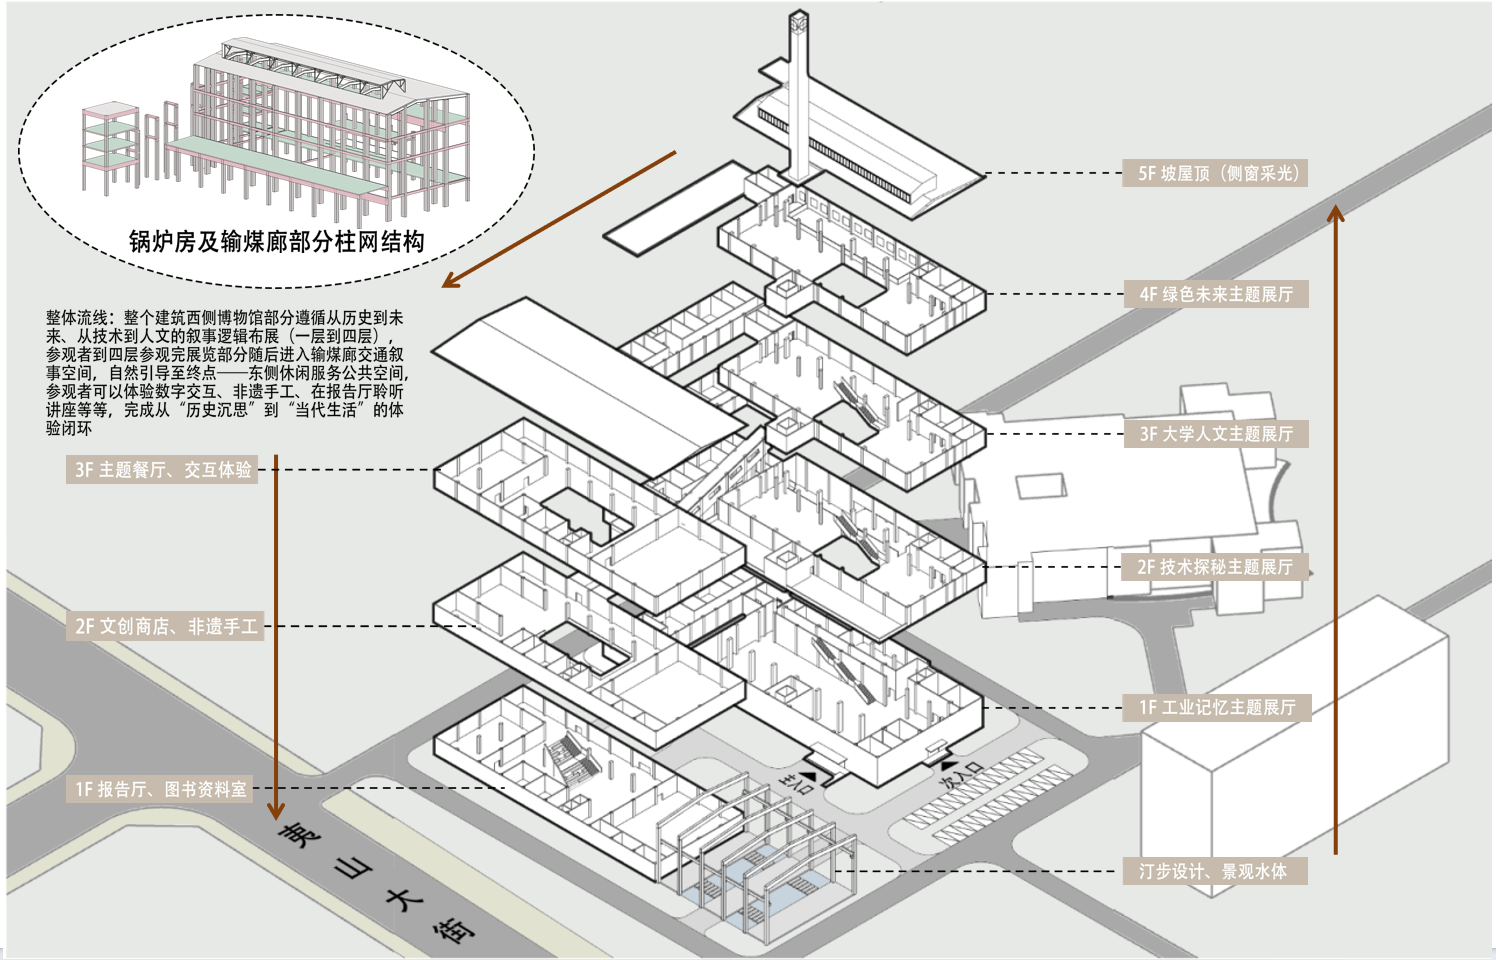 锅炉房及输煤廊部分柱网结构
整体流线：整个建筑西侧博物馆部分遵循从历史到未
来、从技术到人文的叙事逻辑布展（一层到四层），
参观者到四层参观完展览部分随后进入输煤廊交通叙
事空间，自然引导至终点——东侧休闲服务公共空间，
参观者可以体验数字交互、非遗手工、在报告厅聆听
讲座等等，完成从“历史沉思”到“当代生活”的体
验闭环
3F 主题餐厅、交互体验
2F 文创商店、非遗手工
1F 报告厅、图书资料室
5F 坡屋顶（侧窗采光）
4F 绿色未来主题展厅
3F 大学人文主题展厅
2F 技术探秘主题展厅
1F 工业记忆主题展厅
汀步设计、景观水体
主入口
次入口
夷山大街